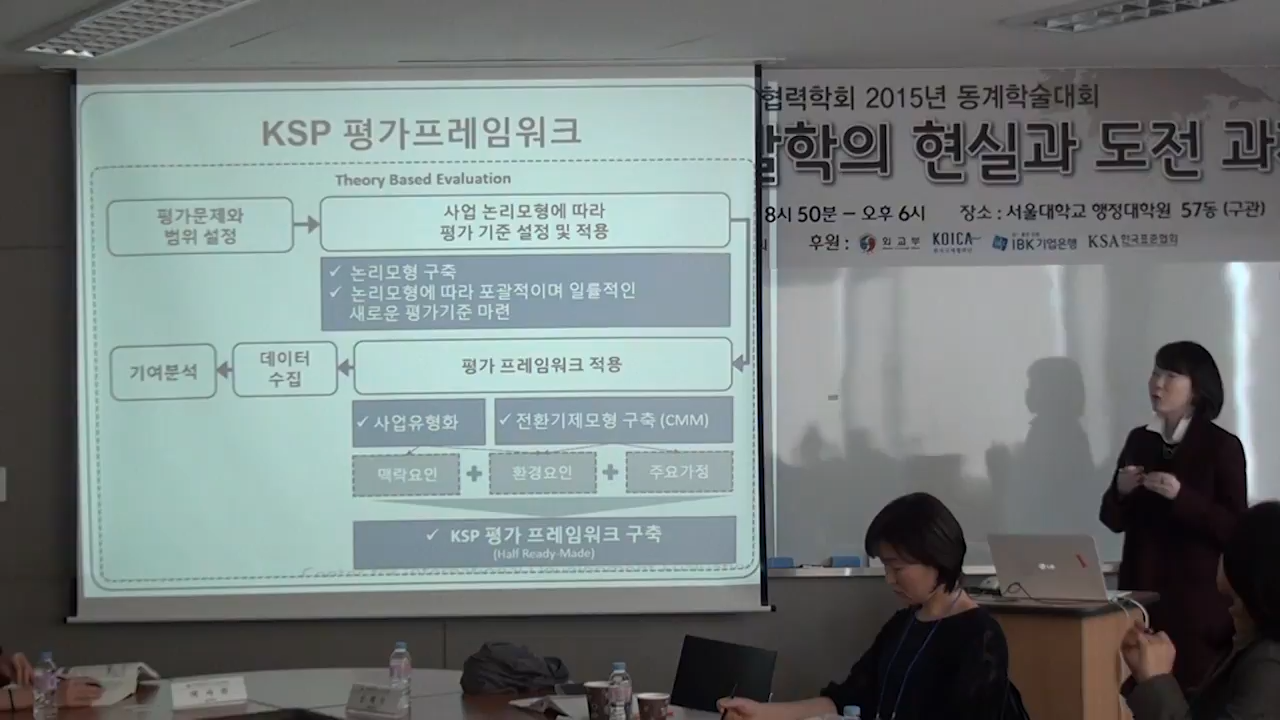 KSP 평가프레임워크
Theory Based Evaluation
평가문제와
범위 설정
사업 논리모형에 따라
평가 기준 설정 및 적용
✓ 논리모형 구축
✓ 논리모형에 따라 포괄적이며 일률적인
새로운 평가기준 마련
기여분석
데이터
수집
평가 프레임워크 적용
✓ 사업유형화
✓ 전환기제모형 구축 (CMM)
맥락요인
+
환경요인
+
주요가정
✓ KSP 평가 프레임워크 구축
(Half Ready-Made)
협력학회 2015년 동계학술대회
학의 현실과 도전 과
8시 50분 – 오후 6시 장소 : 서울대학교 행정대학원 57동 (구관)
후원 : 외교부 KOICA IBK기업은행 KSA한국표준협회
LG